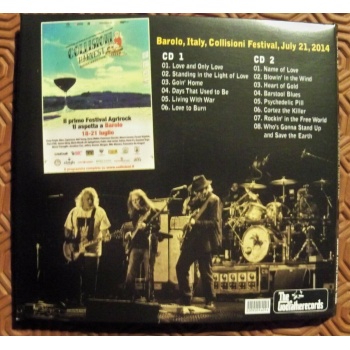 COLLISIONI
HARVEST
Il primo Festival Agrirock
ti aspetta a Barolo
18-21 luglio
Barolo, Italy, Collisioni Festival, July 21, 2014
CD 1
01. Love and Only Love
02. Standing in the Light of Love
03. Goin' Home
04. Days That Used to Be
05. Living With War
06. Love to Burn
CD 2
01. Name of Love
02. Blowin' in the Wind
03. Heart of Gold
04. Barstool Blues
05. Psychedelic Pill
06. Cortez the Killer
07. Rockin' in the Free World
08. Who's Gonna Stand Up
and Save the Earth
The
Godfatherecords